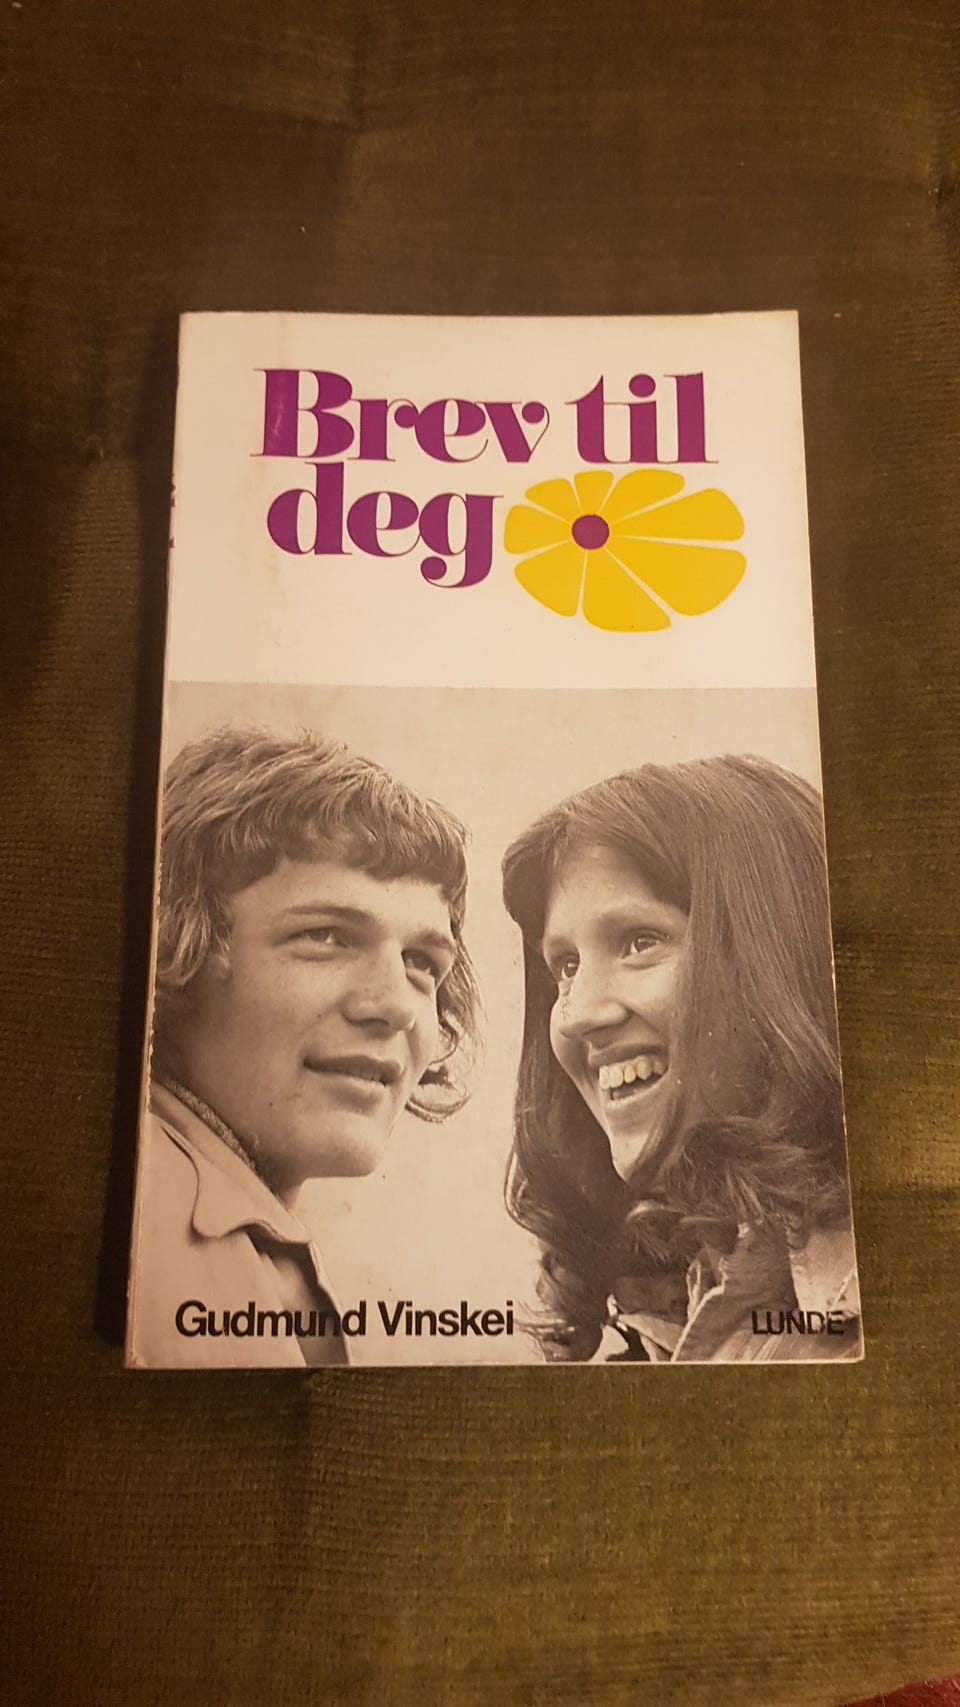 Brev til
deg
Gudmund Vinskei
LUNDE